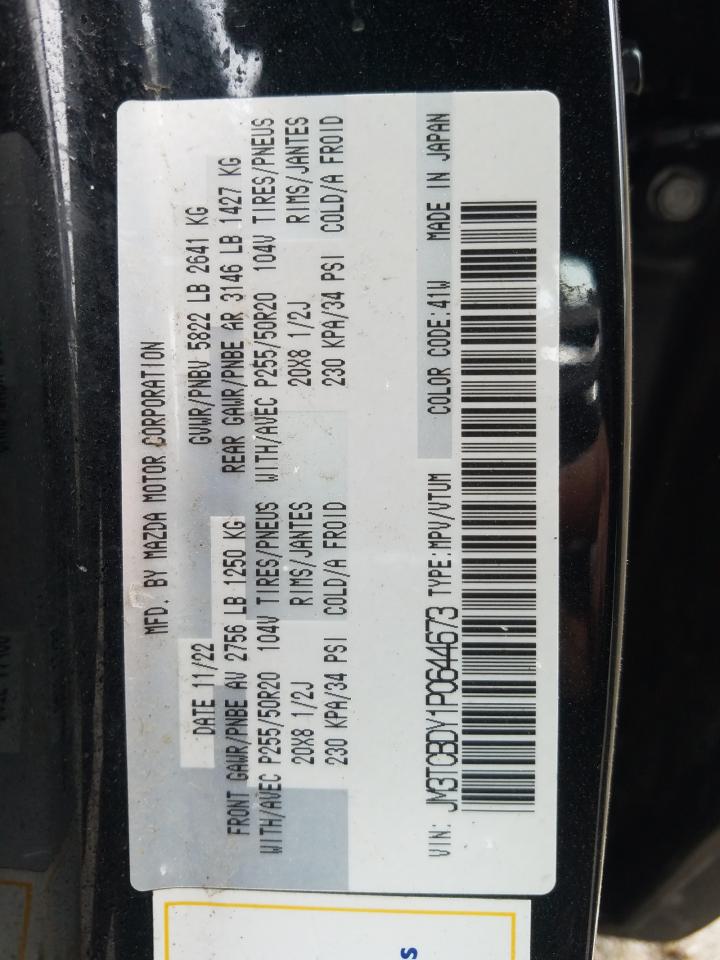 MFD. BY MAZDA MOTOR CORPORATION
DATE 11/22 GVWR/PNBV 5822 LB 2641 KG
FRONT GAWR/PNBE AV 2756 LB 1250 KG REAR GAWR/PNBE AR 3146 LB 1427 KG
WITH/AVEC P255/50R20 104V TIRES/PNEUS WITH/AVEC P255/50R20 104V TIRES/PNEUS
20X8 1/2J RIMS/JANTES 20X8 1/2J RIMS/JANTES
230 KPA/34 PSI COLD/A FROID 230 KPA/34 PSI COLD/A FROID
VIN: JM3TCBDY1P0644673 TYPE:MPV/VTUM COLOR CODE:41W MADE IN JAPAN
s